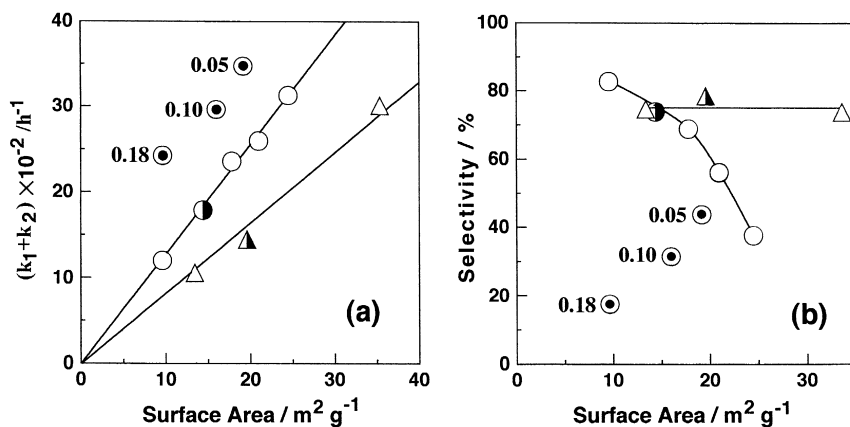 40
30
20
10
0
0 10 20 30 40
(k₁+k₂) ×10⁻² /h⁻¹
Surface Area / m² g⁻¹
0.05
0.10
0.18
(a)
100
80
60
40
20
0
0 10 20 30
Selectivity / %
Surface Area / m² g⁻¹
0.05
0.10
0.18
(b)